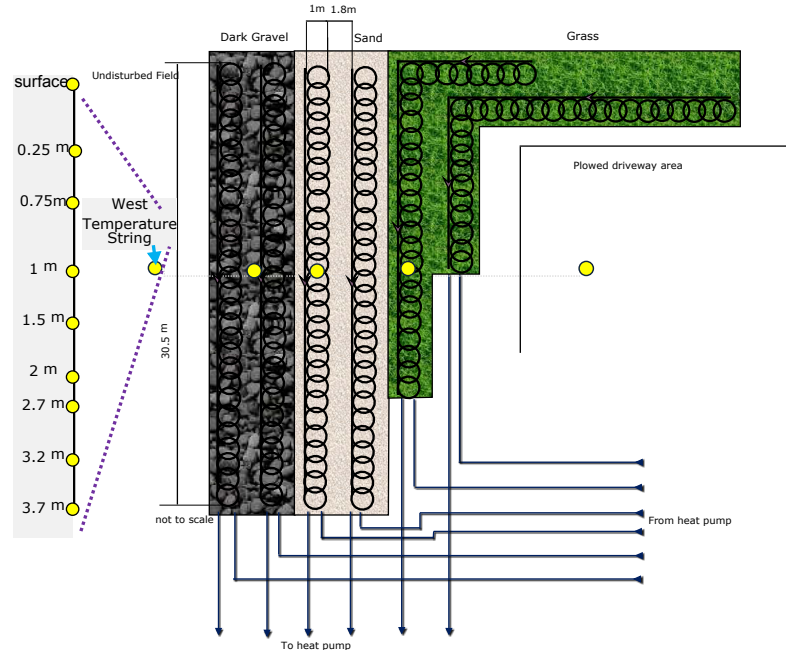 1m 1.8m
Dark Gravel
Sand
Grass
Undisturbed Field
surface
0.25 m
0.75m
West
Temperature
String
1 m
1.5 m
2 m
2.7 m
3.2 m
3.7 m
30.5 m
Plowed driveway area
not to scale
From heat pump
To heat pump